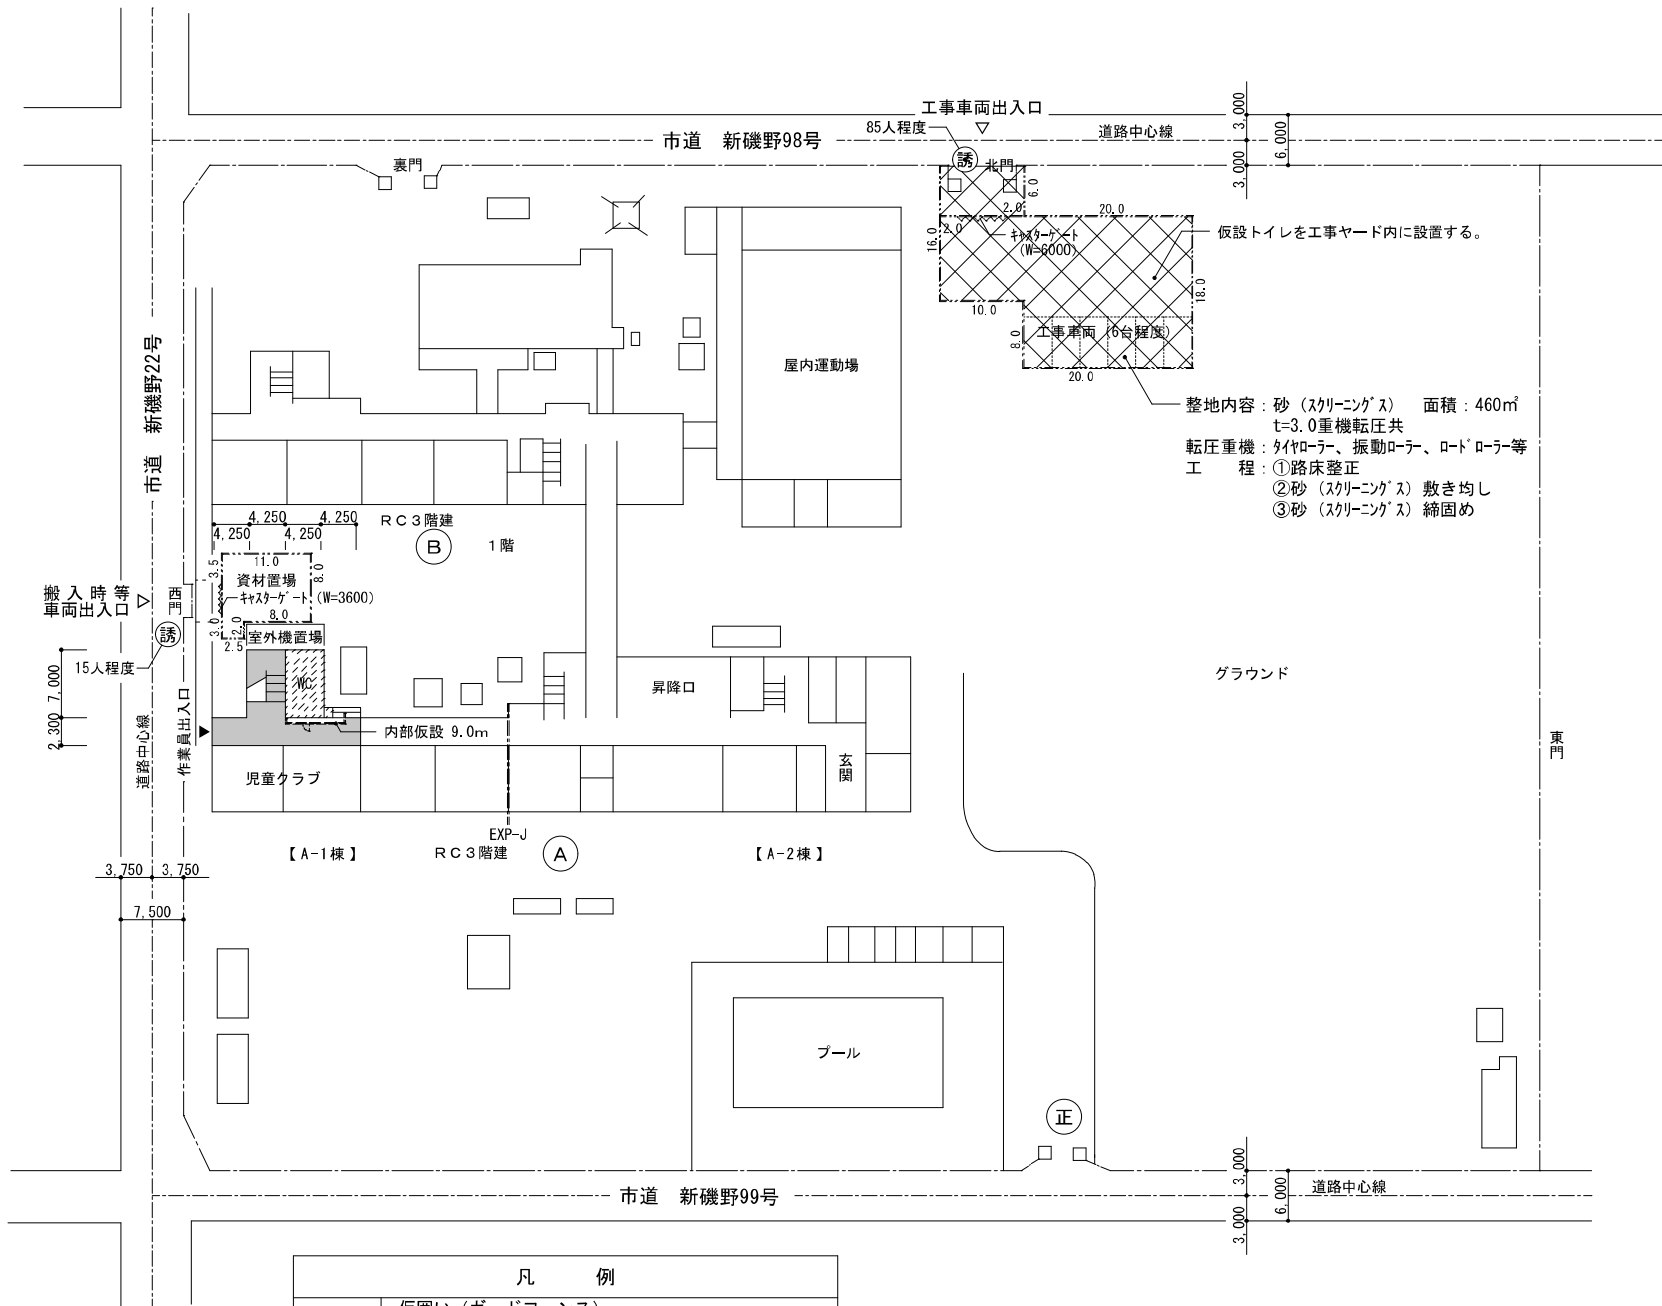 工事車両出入口
85人程度
誘
北門
市道　新磯野98号
道路中心線
3,000
3,000
6,000
裏門
6.0
2.0
2.0
20.0
16.0
キャスターゲート
(W=6000)
仮設トイレを工事ヤード内に設置する。
18.0
10.0
8.0
工事車両（6台程度）
20.0
整地内容：砂（スクリーニングス）　面積：460㎡
t=3.0重機転圧共
転圧重機：タイヤローラー、振動ローラー、ロードローラー等
工　　程：①路床整正
②砂（スクリーニングス）敷き均し
③砂（スクリーニングス）締固め
市道　新磯野22号
屋内運動場
4,250
4,250
4,250
4,250
ＲＣ３階建
B
１階
3.5
11.0
8.0
資材置場
キャスターゲート（W=3600）
8.0
3.0
2.0
2.5
室外機置場
搬入時等
車両出入口
西門
誘
15人程度
7,000
2,300
WC
内部仮設 9.0m
道路中心線
作業員出入口
児童クラブ
昇降口
玄関
グラウンド
東門
EXP-J
【A-1棟】
ＲＣ３階建
A
【A-2棟】
3,750
3,750
7,500
プール
正
市道　新磯野99号
道路中心線
3,000
3,000
6,000
凡　例
仮囲い（ガードフェンス）